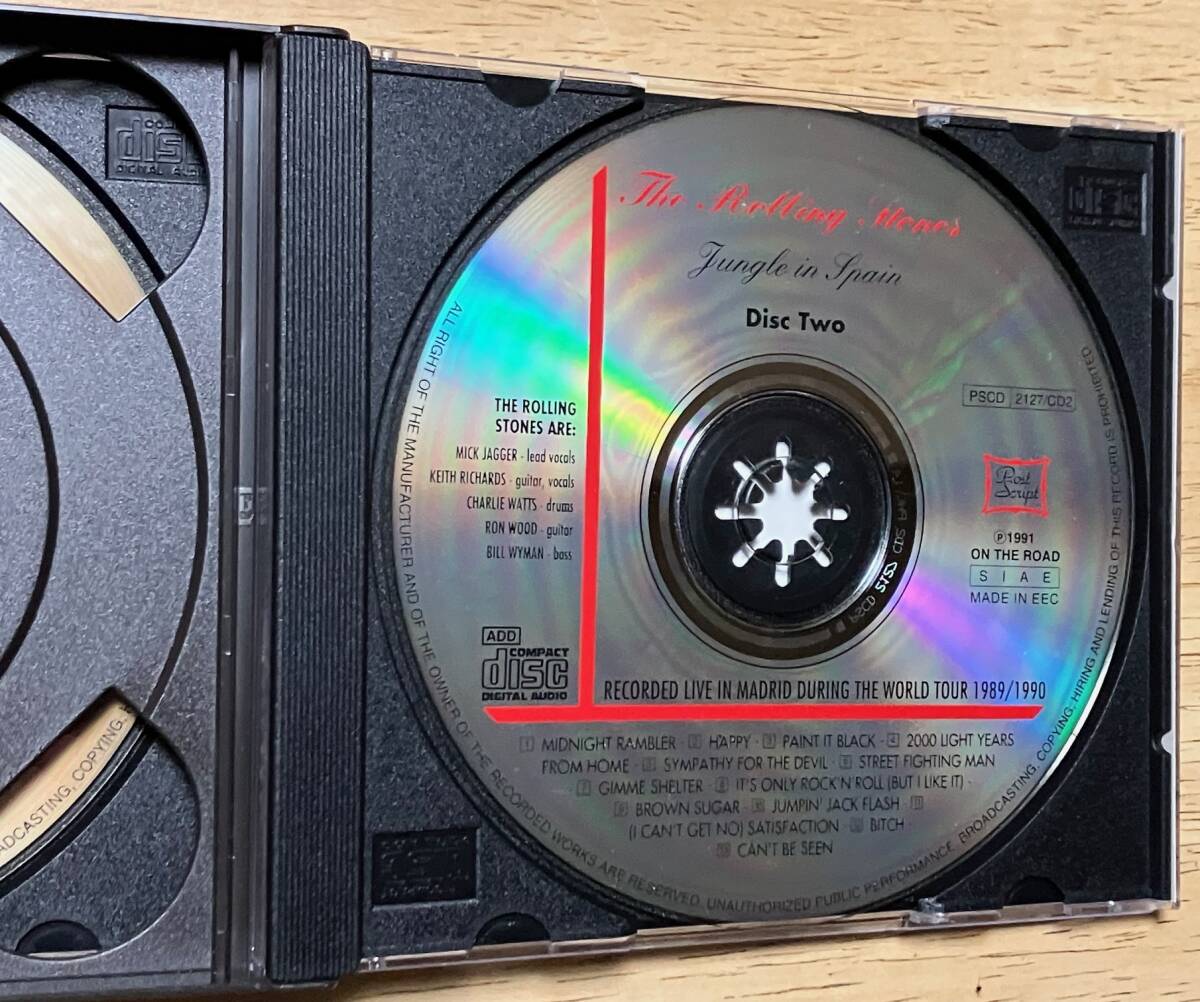 The Rolling Stones
Jungle in Spain
Disc Two
THE ROLLING
STONES ARE:
MICK JAGGER - lead vocals
KEITH RICHARDS - guitar, vocals
CHARLIE WATTS - drums
RON WOOD - guitar
BILL WYMAN - bass
PSCD 2127/CD2
Post
Script
℗1991
ON THE ROAD
S I A E
MADE IN EEC
ADD
COMPACT
disc
DIGITAL AUDIO
RECORDED LIVE IN MADRID DURING THE WORLD TOUR 1989/1990
1 MIDNIGHT RAMBLER · 2 HAPPY · 3 PAINT IT BLACK · 4 2000 LIGHT YEARS
FROM HOME · 5 SYMPATHY FOR THE DEVIL · 6 STREET FIGHTING MAN
7 GIMME SHELTER · 8 IT'S ONLY ROCK'N'ROLL (BUT I LIKE IT) ·
9 BROWN SUGAR · 10 JUMPIN' JACK FLASH · 11
(I CAN'T GET NO) SATISFACTION · 12 BITCH ·
13 CAN'T BE SEEN
ALL RIGHT OF THE MANUFACTURER AND OF THE OWNER OF THE RECORDED WORKS ARE RESERVED. UNAUTHORIZED PUBLIC PERFORMANCE, BROADCASTING, COPYING, HIRING AND LENDING OF THIS RECORD IS PROHIBITED
disc
DIGITAL
ADCASTING, COPYING,